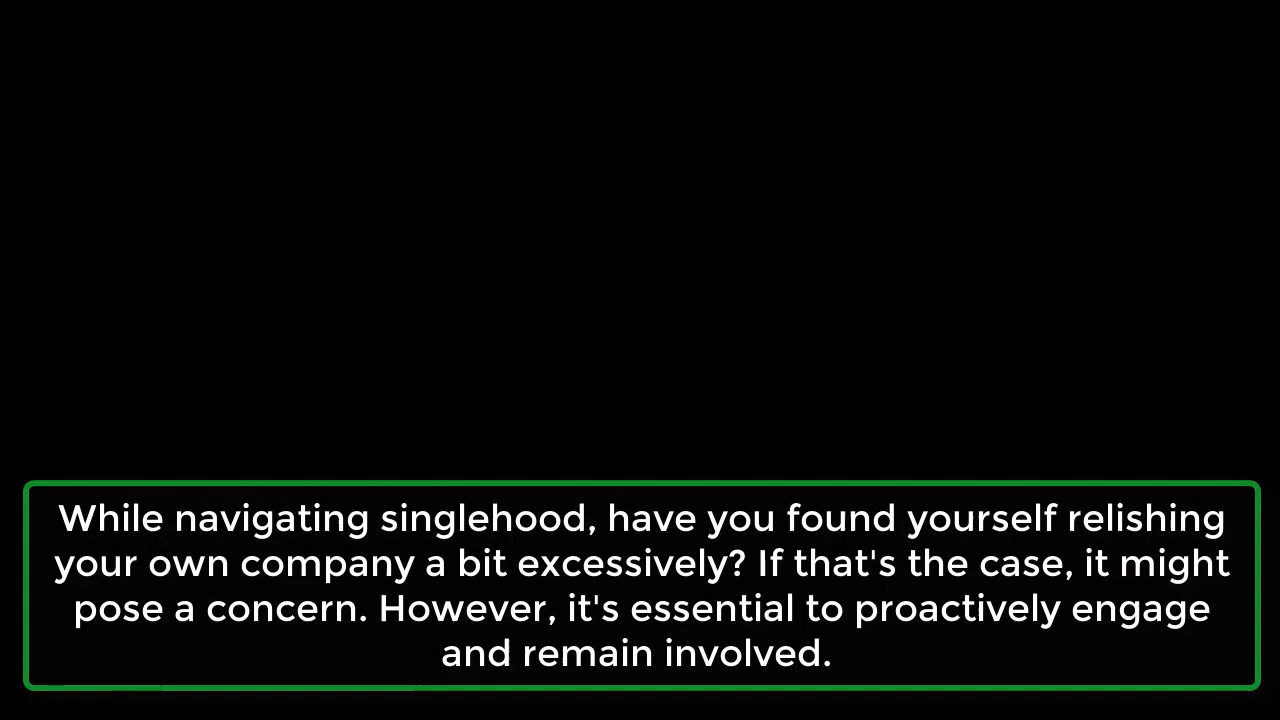 While navigating singlehood, have you found yourself relishing
your own company a bit excessively? If that's the case, it might
pose a concern. However, it's essential to proactively engage
and remain involved.